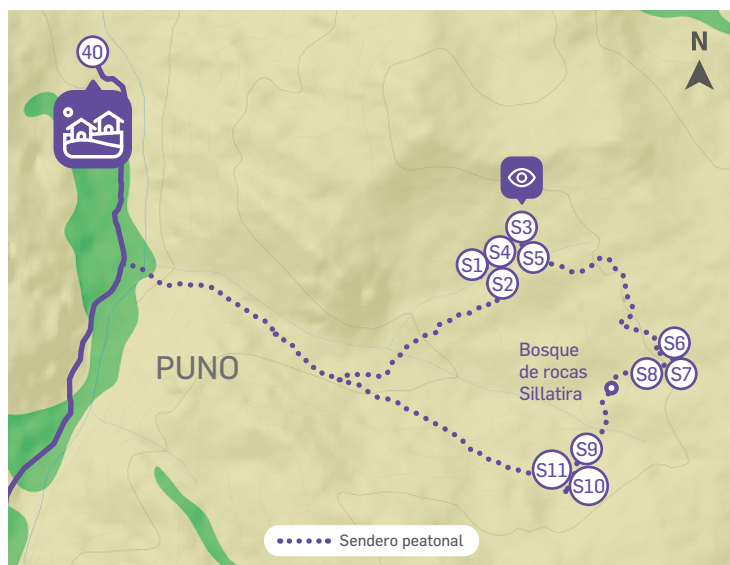 40
N
S3
S4
S1
S5
S2
PUNO
Bosque
de rocas
Sillatira
S6
S8
S7
S9
S11
S10
Sendero peatonal